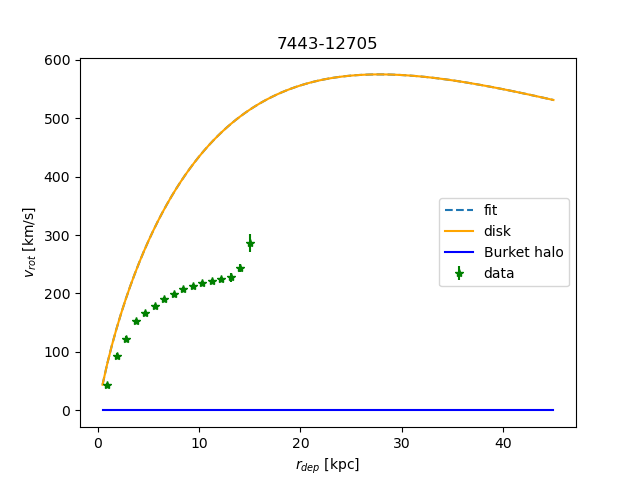 7443-12705
600
500
400
300
200
100
0
v_rot [km/s]
fit
disk
Burket halo
data
0 10 20 30 40
r_dep [kpc]